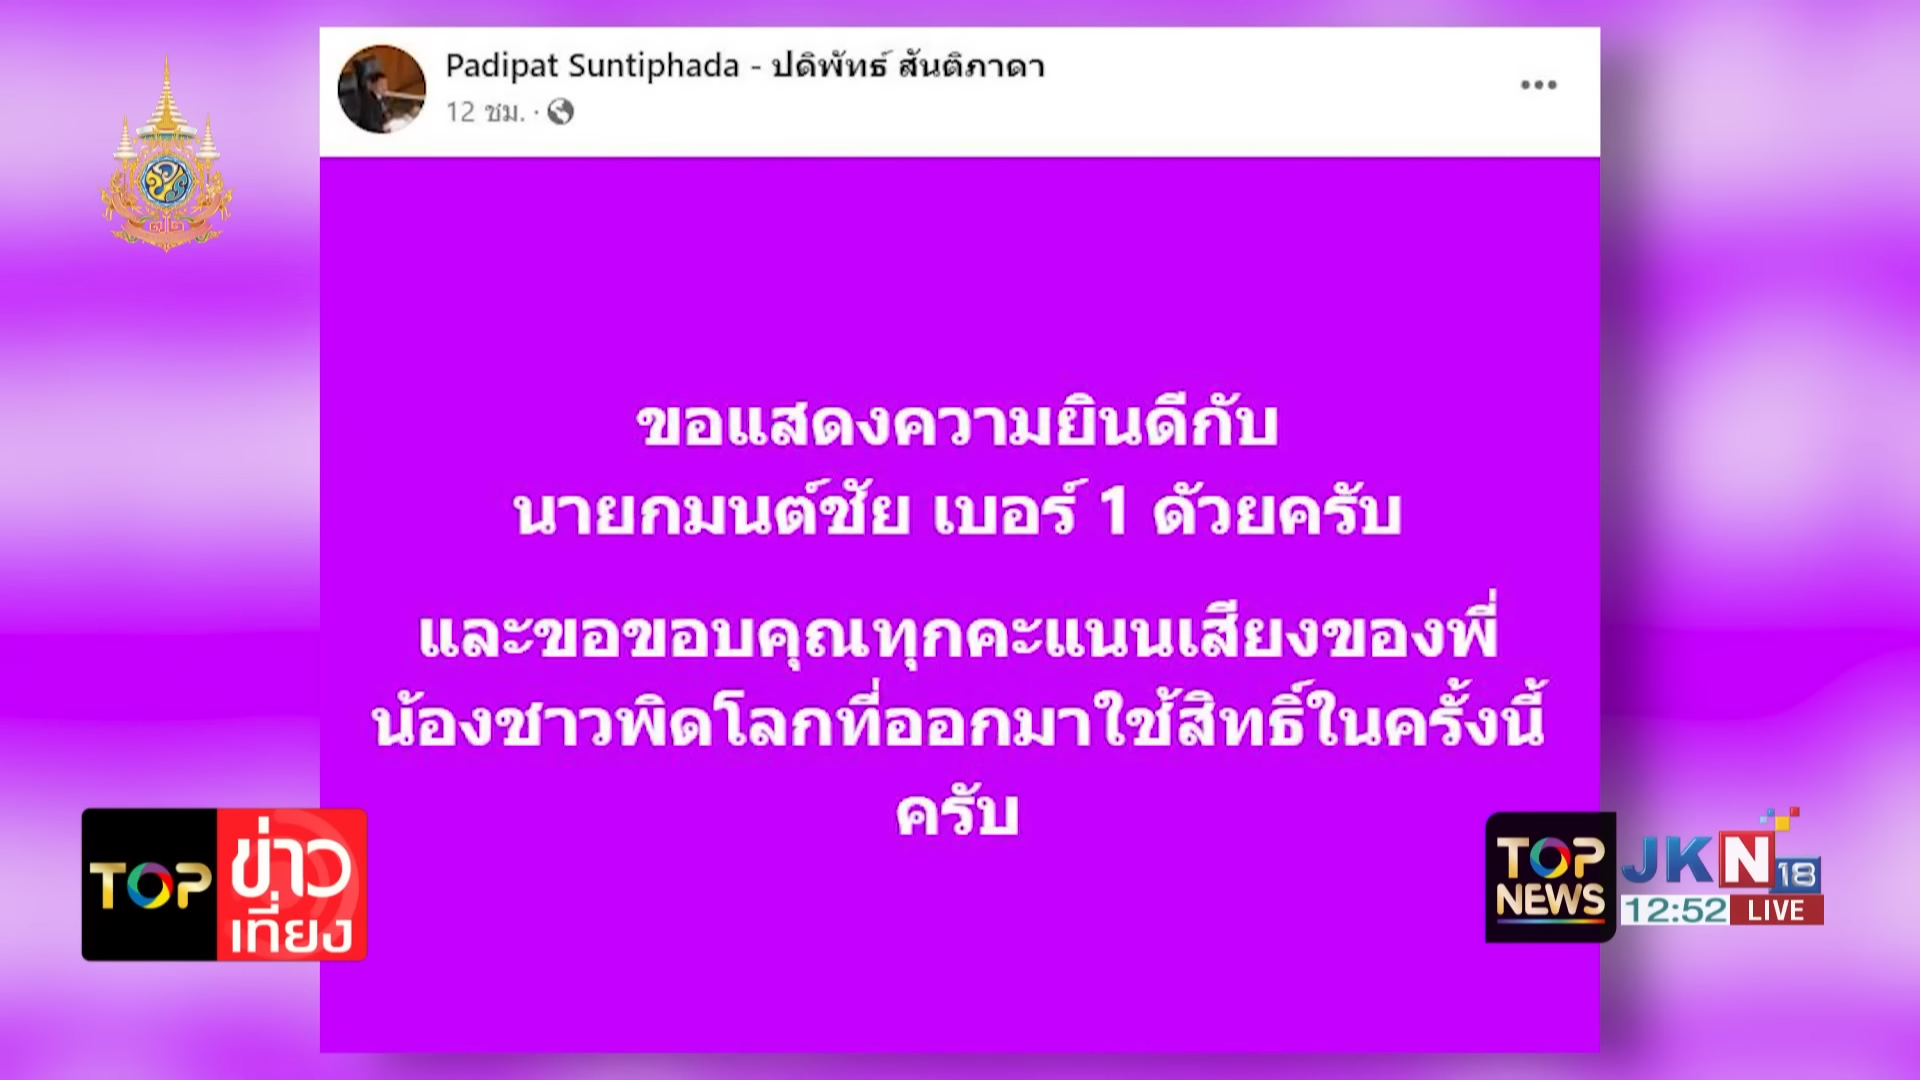 Padipat Suntiphada - ปดิพัทธ์ สันติภาดา
12 ชม. ·
ขอแสดงความยินดีกับ
นายกมนต์ชัย เบอร์ 1 ด้วยครับ
และขอขอบคุณทุกคะแนนเสียงของพี่
น้องชาวพิดโลกที่ออกมาใช้สิทธิ์ในครั้งนี้
ครับ
TOP ข่าว
เที่ยง
TOP
NEWS
JKN18
12:52 LIVE
๗๒